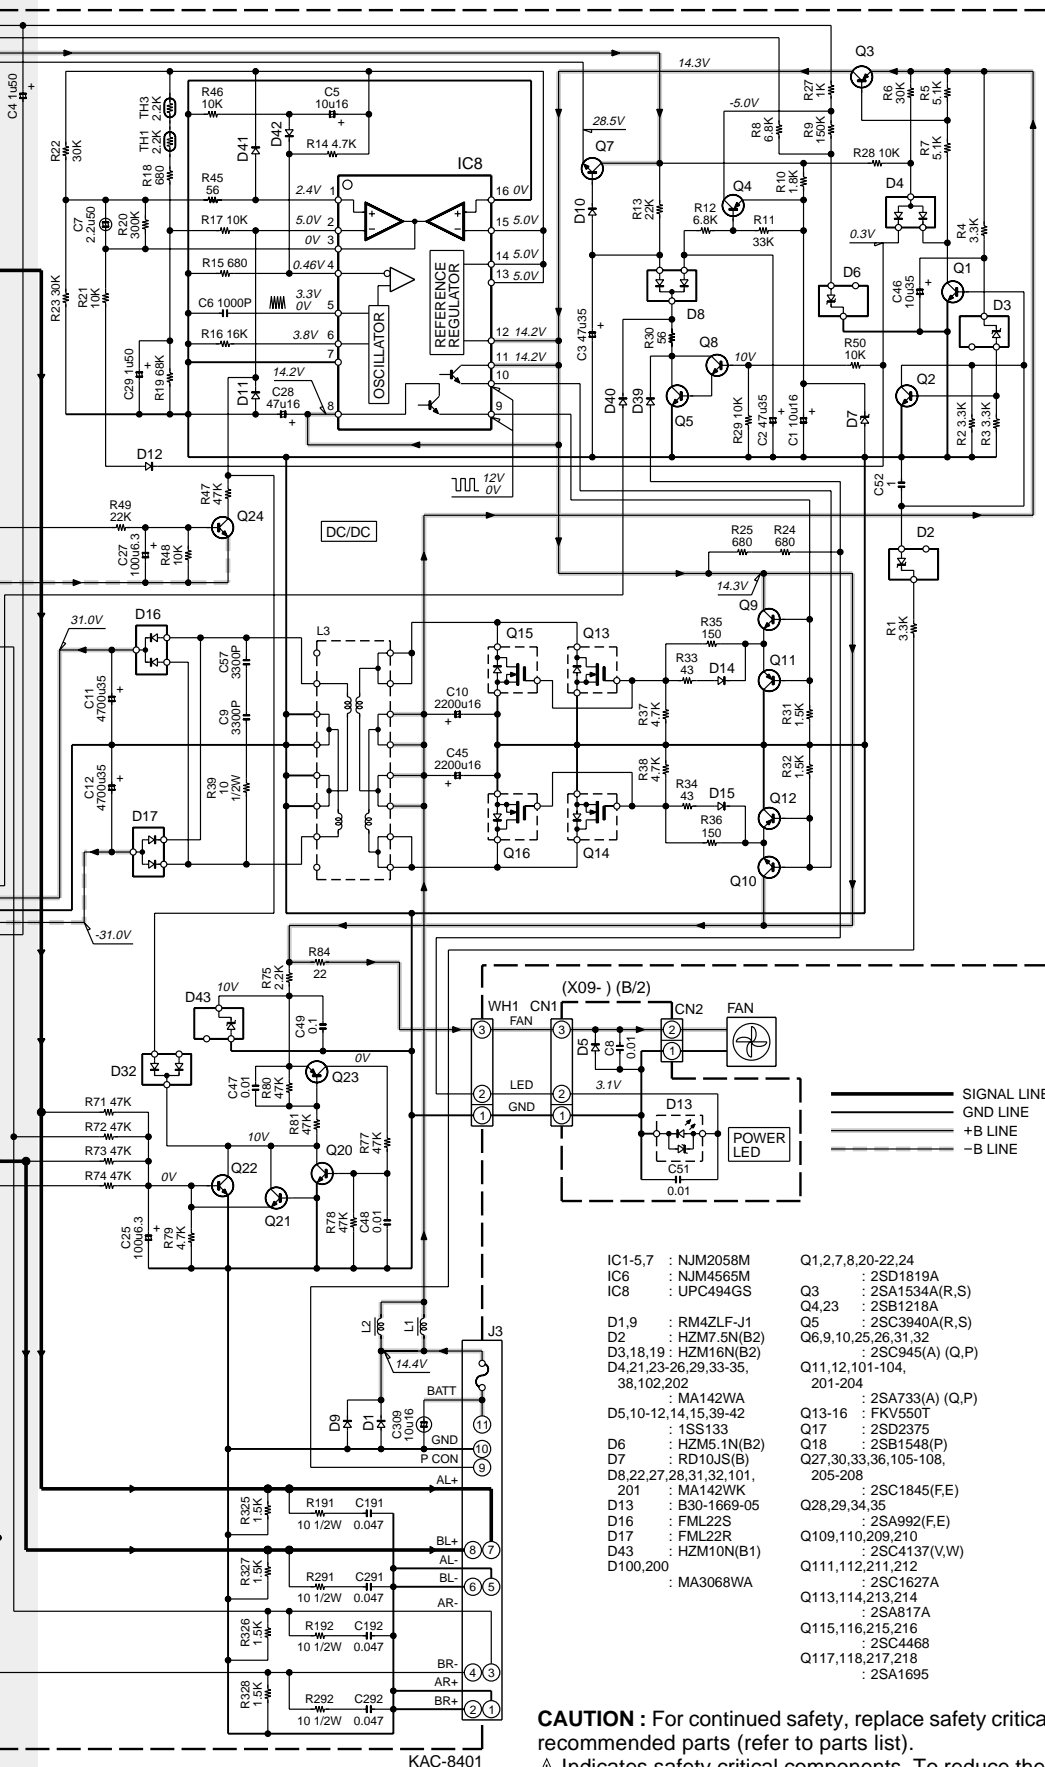 C4 1u50
+
R22
30K
TH3
2.2K
TH1
2.2K
R18
680
R46
10K
C5
10u16
+
D41
D42
R14 4.7K
IC8
R45
56
2.4V
1
16 0V
C7
2.2u50
R20
300K
R17 10K
5.0V
2
15 5.0V
0V
3
R15 680
0.46V 4
14 5.0V
13 5.0V
R23 30K
R21
10K
C6 1000P
3.3V
0V
5
R16 16K
3.8V
6
12 14.2V
7
11 14.2V
10
OSCILLATOR
REFERENCE
REGULATOR
C29 1u50
+
R19 68K
D11
C28
47u16
+
14.2V
8
9
D12
12V
0V
14.3V
28.5V
Q7
D10
R13
22K
C3 47u35
+
-5.0V
R8
6.8K
R27
1K
R9
150K
Q3
R6
30K
R5
5.1K
R7
5.1K
R28 10K
Q4
R10
1.8K
R12
6.8K
R11
33K
D4
R4
3.3K
0.3V
D6
C46
10u35
+
Q1
D3
D8
R30
56
Q8
10V
R50
10K
Q2
D40
D39
Q5
R29 10K
C2 47u35
+
C1 10u16
+
D7
R2 3.3K
R3 3.3K
C52
1
R47
47K
R49
22K
Q24
C27
100u6.3
+
R48
10K
DC/DC
R25
680
R24
680
D2
14.3V
Q9
R1
3.3K
31.0V
D16
L3
C57
3300P
C11
4700u35
+
C9
3300P
C12
4700u35
+
R39
10
1/2W
D17
-31.0V
C10
2200u16
+
C45
2200u16
+
Q15
Q13
R35
150
R33
43
D14
Q11
R37
4.7K
R31
1.5K
R38
4.7K
R32
1.5K
R34
43
D15
R36
150
Q12
Q16
Q14
Q10
R84
22
R75
2.2K
D43
10V
C49
0.1
D32
C47
0.01
R80
47K
Q23
0V
R81
47K
R77
47K
R71 47K
R72 47K
R73 47K
R74 47K
0V
10V
Q22
Q20
Q21
C25
100u6.3
+
R79
4.7K
R78
47K
C48
0.01
(X09- ) (B/2)
WH1
CN1
CN2
FAN
3
FAN
3
2
1
D5
C8
0.01
2
LED
2
3.1V
1
GND
1
D13
POWER
LED
C51
0.01
SIGNAL LINE
GND LINE
+B LINE
−B LINE
L2
L1
J3
14.4V
BATT
11
D9
D1
C309
10u16
GND
10
P CON
9
AL+
R325
1.5K
R191
10 1/2W
C191
0.047
BL+
8 7
AL-
R327
1.5K
R291
10 1/2W
C291
0.047
BL-
6 5
AR-
R326
1.5K
R192
10 1/2W
C192
0.047
BR-
4 3
AR+
R328
1.5K
R292
10 1/2W
C292
0.047
BR+
2 1
KAC-8401
IC1-5,7 : NJM2058M
IC6 : NJM4565M
IC8 : UPC494GS
D1,9 : RM4ZLF-J1
D2 : HZM7.5N(B2)
D3,18,19 : HZM16N(B2)
D4,21,23-26,29,33-35,
38,102,202
: MA142WA
D5,10-12,14,15,39-42
: 1SS133
D6 : HZM5.1N(B2)
D7 : RD10JS(B)
D8,22,27,28,31,32,101,
201 : MA142WK
D13 : B30-1669-05
D16 : FML22S
D17 : FML22R
D43 : HZM10N(B1)
D100,200
: MA3068WA
Q1,2,7,8,20-22,24
: 2SD1819A
Q3 : 2SA1534A(R,S)
Q4,23 : 2SB1218A
Q5 : 2SC3940A(R,S)
Q6,9,10,25,26,31,32
: 2SC945(A) (Q,P)
Q11,12,101-104,
201-204
: 2SA733(A) (Q,P)
Q13-16 : FKV550T
Q17 : 2SD2375
Q18 : 2SB1548(P)
Q27,30,33,36,105-108,
205-208
: 2SC1845(F,E)
Q28,29,34,35
: 2SA992(F,E)
Q109,110,209,210
: 2SC4137(V,W)
Q111,112,211,212
: 2SC1627A
Q113,114,213,214
: 2SA817A
Q115,116,215,216
: 2SC4468
Q117,118,217,218
: 2SA1695
CAUTION : For continued safety, replace safety critica
recommended parts (refer to parts list).
⚠ Indicates safety critical components. To reduce the